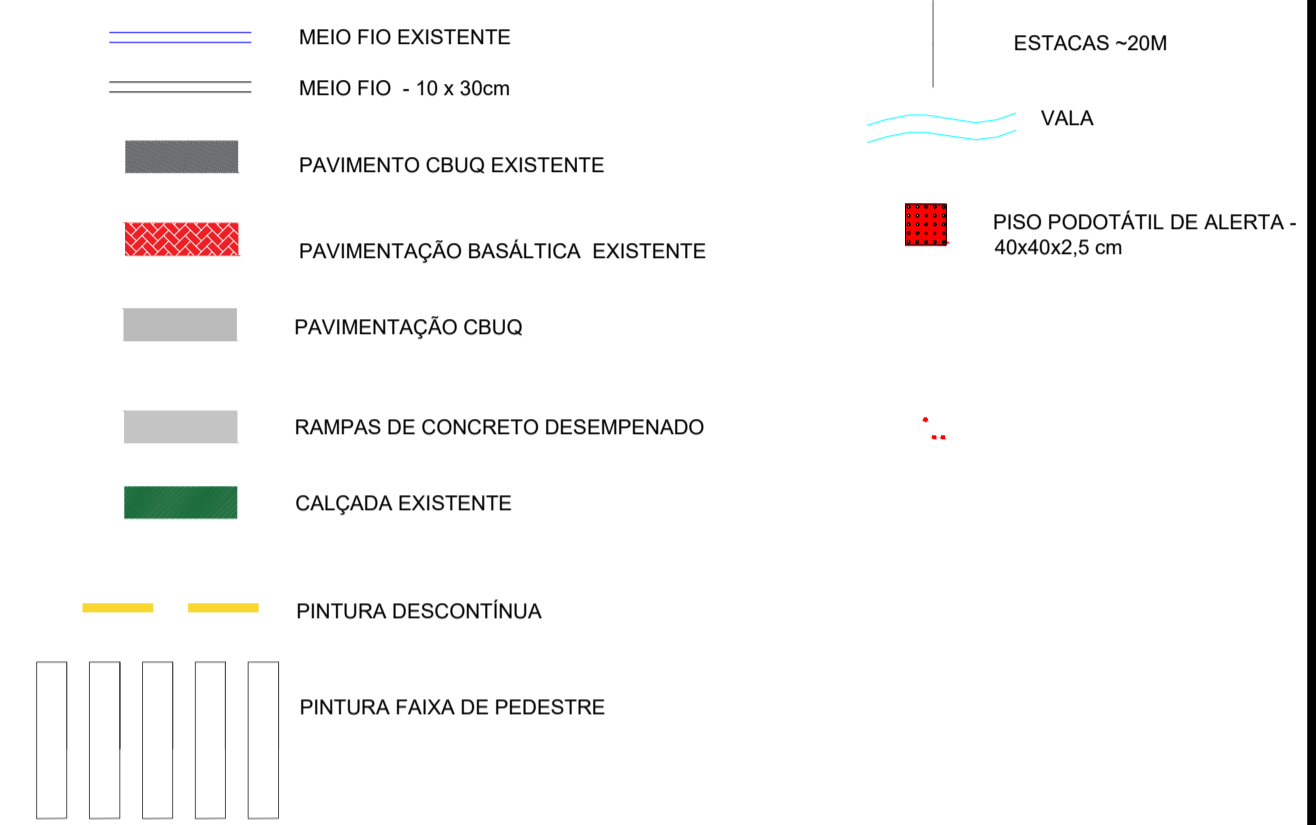 MEIO FIO EXISTENTE
MEIO FIO - 10 x 30cm
PAVIMENTO CBUQ EXISTENTE
PAVIMENTAÇÃO BASÁLTICA EXISTENTE
PAVIMENTAÇÃO CBUQ
RAMPAS DE CONCRETO DESEMPENADO
CALÇADA EXISTENTE
PINTURA DESCONTÍNUA
PINTURA FAIXA DE PEDESTRE
ESTACAS ~20M
VALA
PISO PODOTÁTIL DE ALERTA -
40x40x2,5 cm